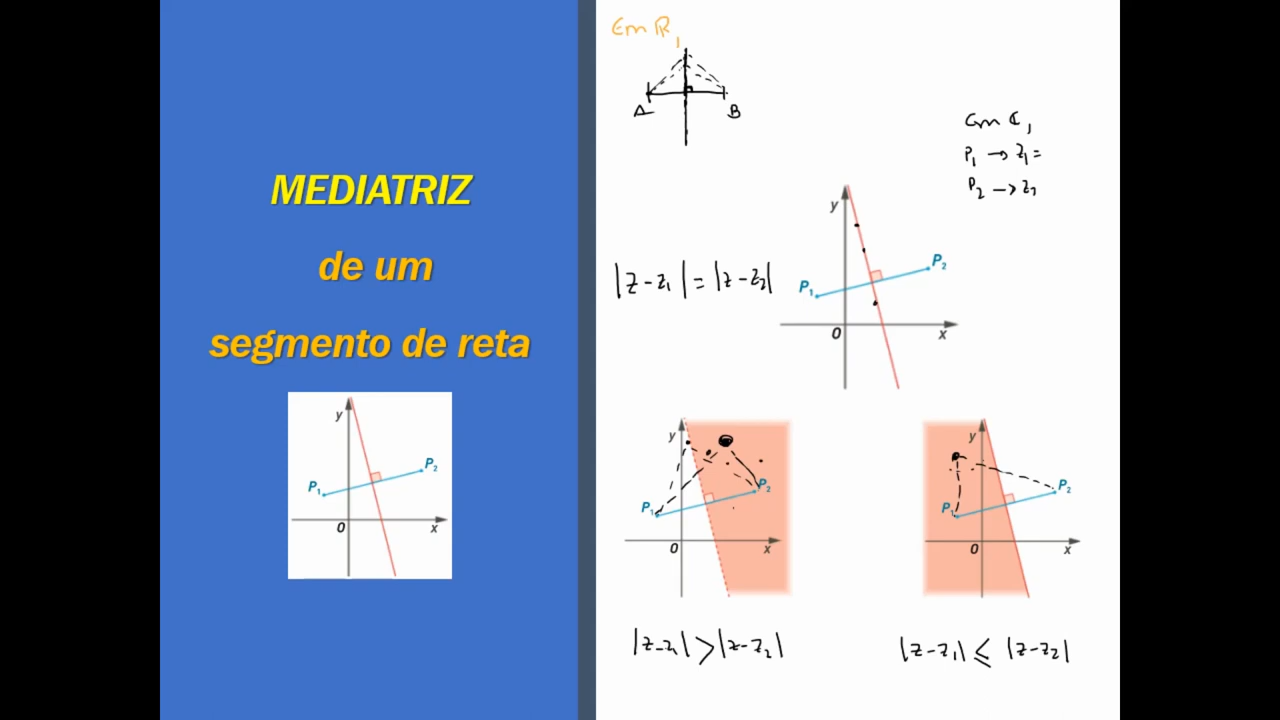 MEDIATRIZ
de um
segmento de reta
y
P₁
P₂
0
x
Em R,
A
B
Em ℂ,
P₁ → z₁ =
P₂ → z₂
|z - z₁| = |z - z₂|
y
P₁
P₂
0
x
y
P₁
P₂
0
x
|z - z₁| > |z - z₂|
y
P₁
P₂
0
x
|z - z₁| ≤ |z - z₂|